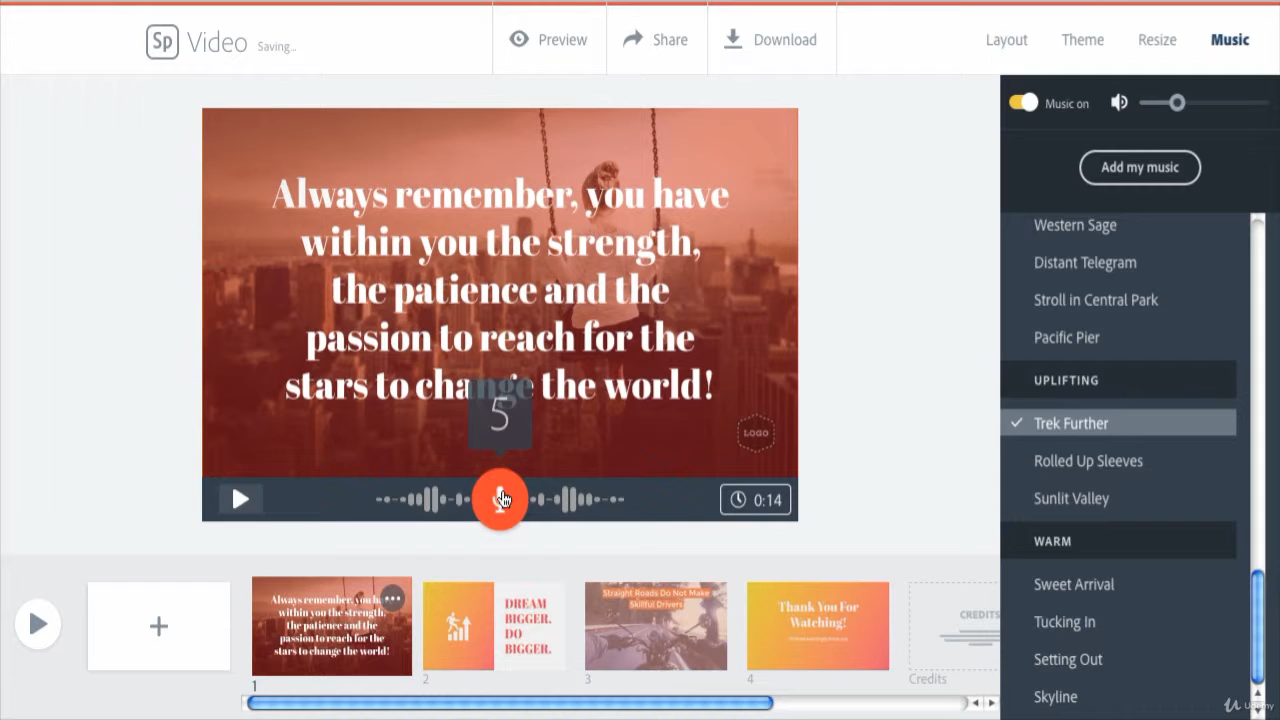 Sp Video Saving...
Preview
Share
Download
Layout
Theme
Resize
Music
Music on
Add my music
Western Sage
Distant Telegram
Stroll in Central Park
Pacific Pier
UPLIFTING
Trek Further
Rolled Up Sleeves
Sunlit Valley
WARM
Sweet Arrival
Tucking In
Setting Out
Skyline
Always remember, you have
within you the strength,
the patience and the
passion to reach for the
stars to change the world!
5
LOGO
0:14
+
Always remember, you have
within you the strength,
the patience and the
passion to reach for the
stars to change the world!
1
DREAM
BIGGER.
DO
BIGGER.
2
Straight Roads Do Not Make
Skillful Drivers
3
Thank You For
Watching!
4
CREDITS
Credits
Udemy